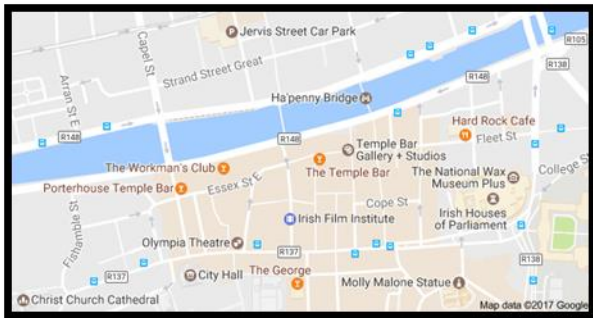 Jervis Street Car Park
Capel St
Arran St E
Strand Street Great
R105
R138
R148
Ha'penny Bridge
Hard Rock Cafe
R148
R148
Fleet St
Temple Bar
Gallery + Studios
The Workman's Club
The Temple Bar
The National Wax
Museum Plus
College St
Porterhouse Temple Bar
Essex St E
Cope St
Irish Houses
of Parliament
Irish Film Institute
Fishamble St
Olympia Theatre
R137
R138
R137
City Hall
The George
Molly Malone Statue
Christ Church Cathedral
Map data ©2017 Google